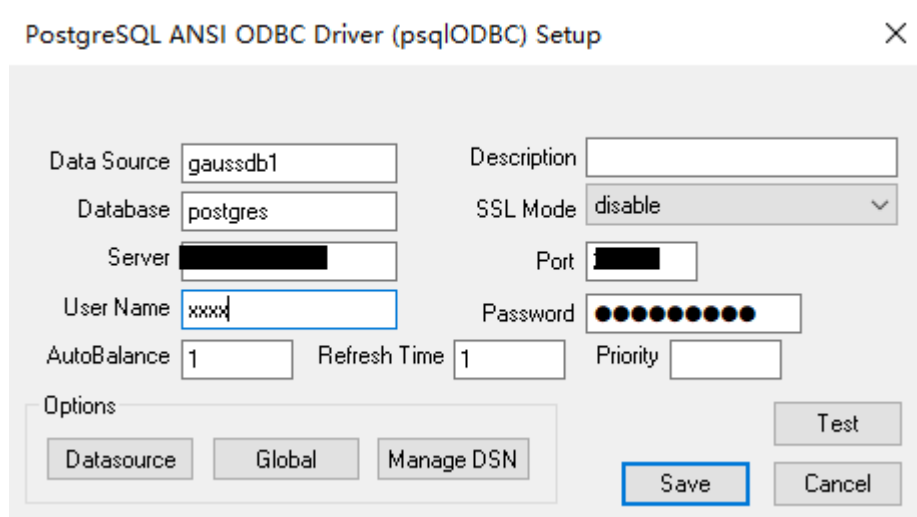 PostgreSQL ANSI ODBC Driver (psqlODBC) Setup
Data Source gaussdb1 Description
Database postgres SSL Mode disable
Server Port
User Name xxxx Password
AutoBalance 1 Refresh Time 1 Priority
Options
Test
Datasource Global Manage DSN
Save Cancel